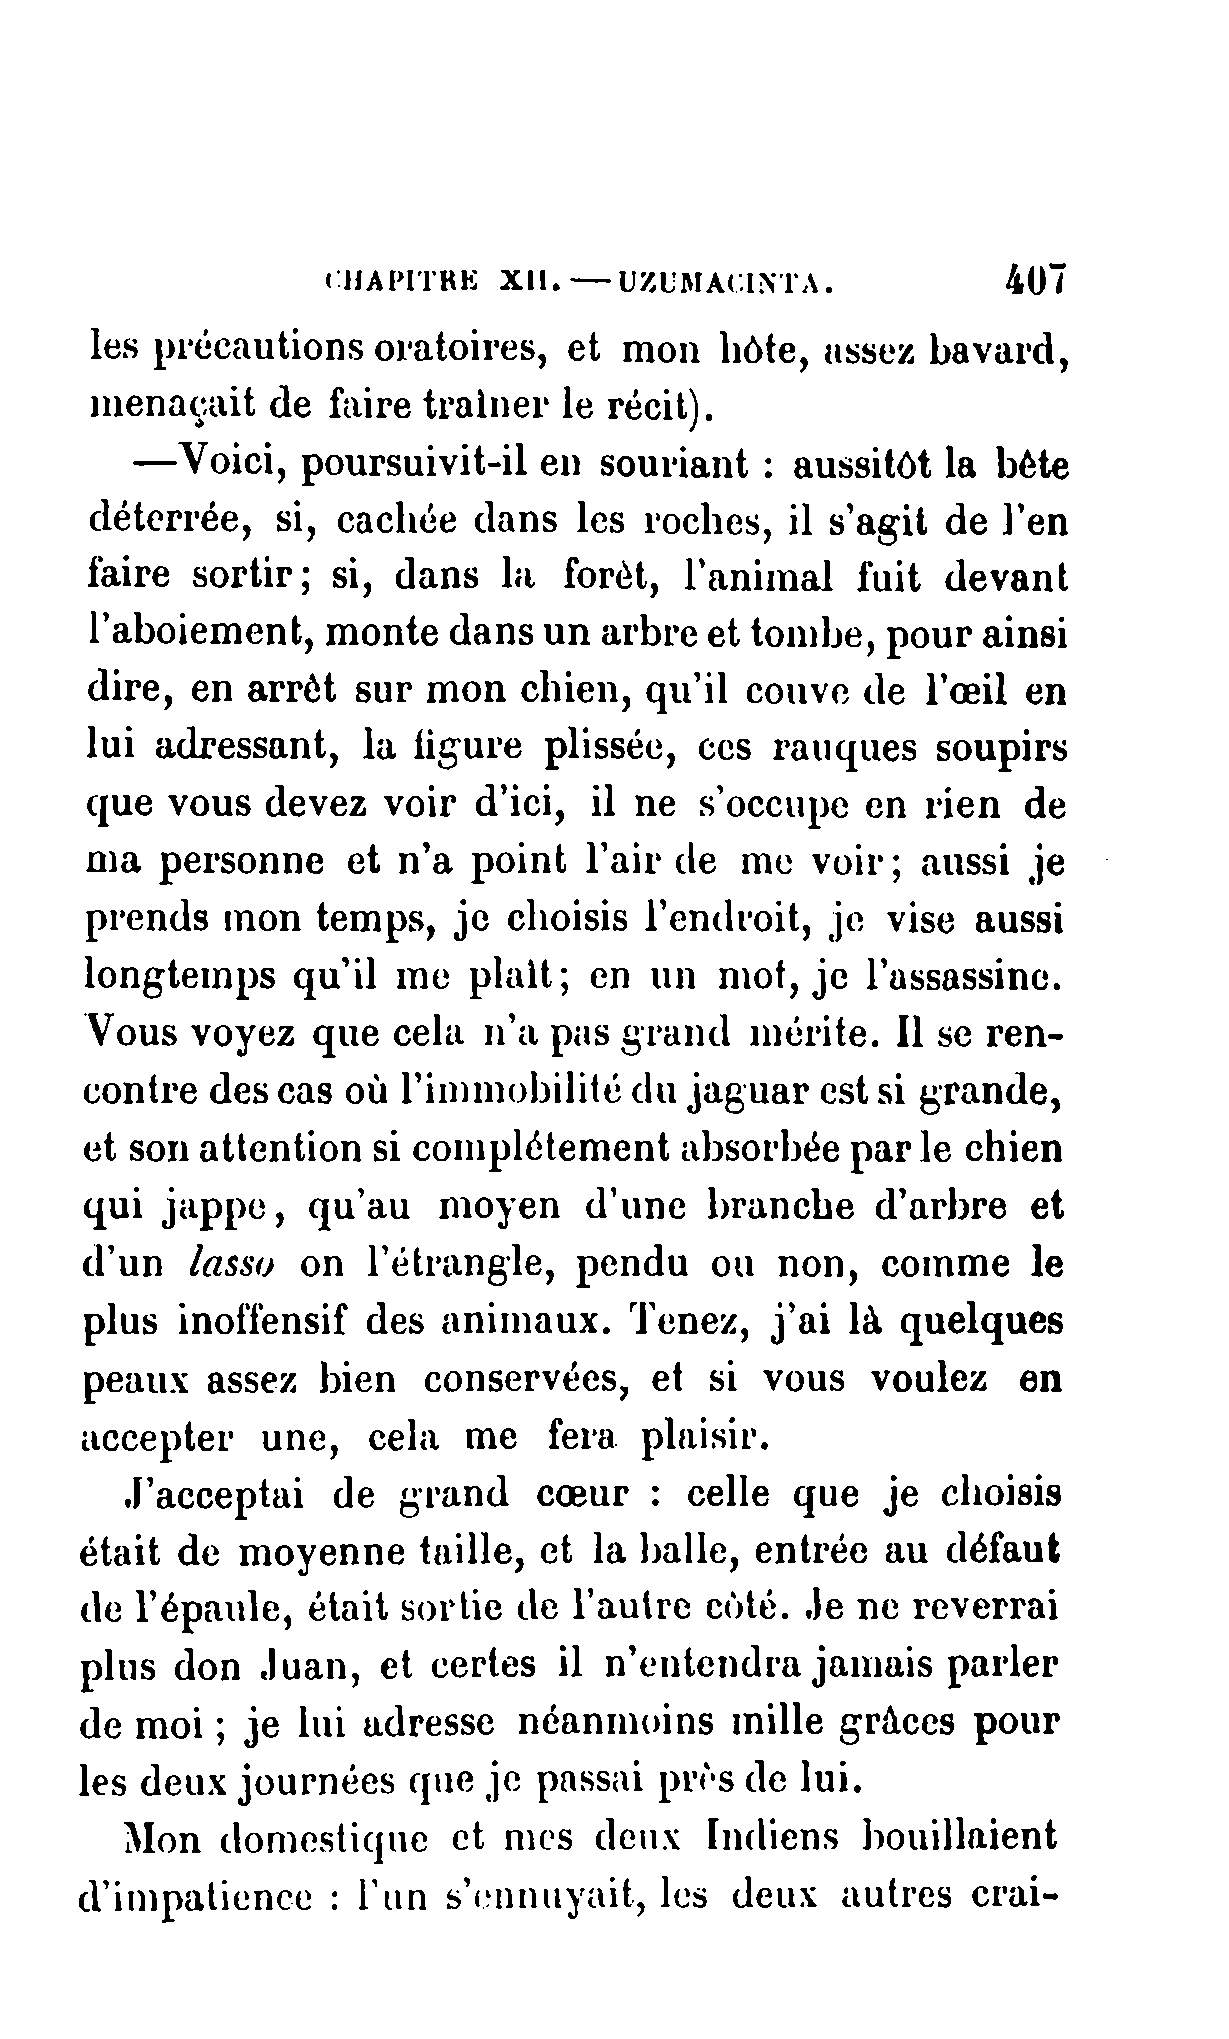 CHAPITRE XII. — UZUMACINTA. 407
les précautions oratoires, et mon hôte, assez bavard,
menaçait de faire traîner le récit).
—Voici, poursuivit-il en souriant : aussitôt la bête
déterrée, si, cachée dans les roches, il s'agit de l'en
faire sortir; si, dans la forêt, l'animal fuit devant
l'aboiement, monte dans un arbre et tombe, pour ainsi
dire, en arrêt sur mon chien, qu'il couve de l'œil en
lui adressant, la figure plissée, ces rauques soupirs
que vous devez voir d'ici, il ne s'occupe en rien de
ma personne et n'a point l'air de me voir; aussi je
prends mon temps, je choisis l'endroit, je vise aussi
longtemps qu'il me plaît; en un mot, je l'assassine.
Vous voyez que cela n'a pas grand mérite. Il se ren-
contre des cas où l'immobilité du jaguar est si grande,
et son attention si complétement absorbée par le chien
qui jappe, qu'au moyen d'une branche d'arbre et
d'un lasso on l'étrangle, pendu ou non, comme le
plus inoffensif des animaux. Tenez, j'ai là quelques
peaux assez bien conservées, et si vous voulez en
accepter une, cela me fera plaisir.
J'acceptai de grand cœur : celle que je choisis
était de moyenne taille, et la balle, entrée au défaut
de l'épaule, était sortie de l'autre côté. Je ne reverrai
plus don Juan, et certes il n'entendra jamais parler
de moi ; je lui adresse néanmoins mille grâces pour
les deux journées que je passai près de lui.
Mon domestique et mes deux Indiens bouillaient
d'impatience : l'un s'ennuyait, les deux autres crai-